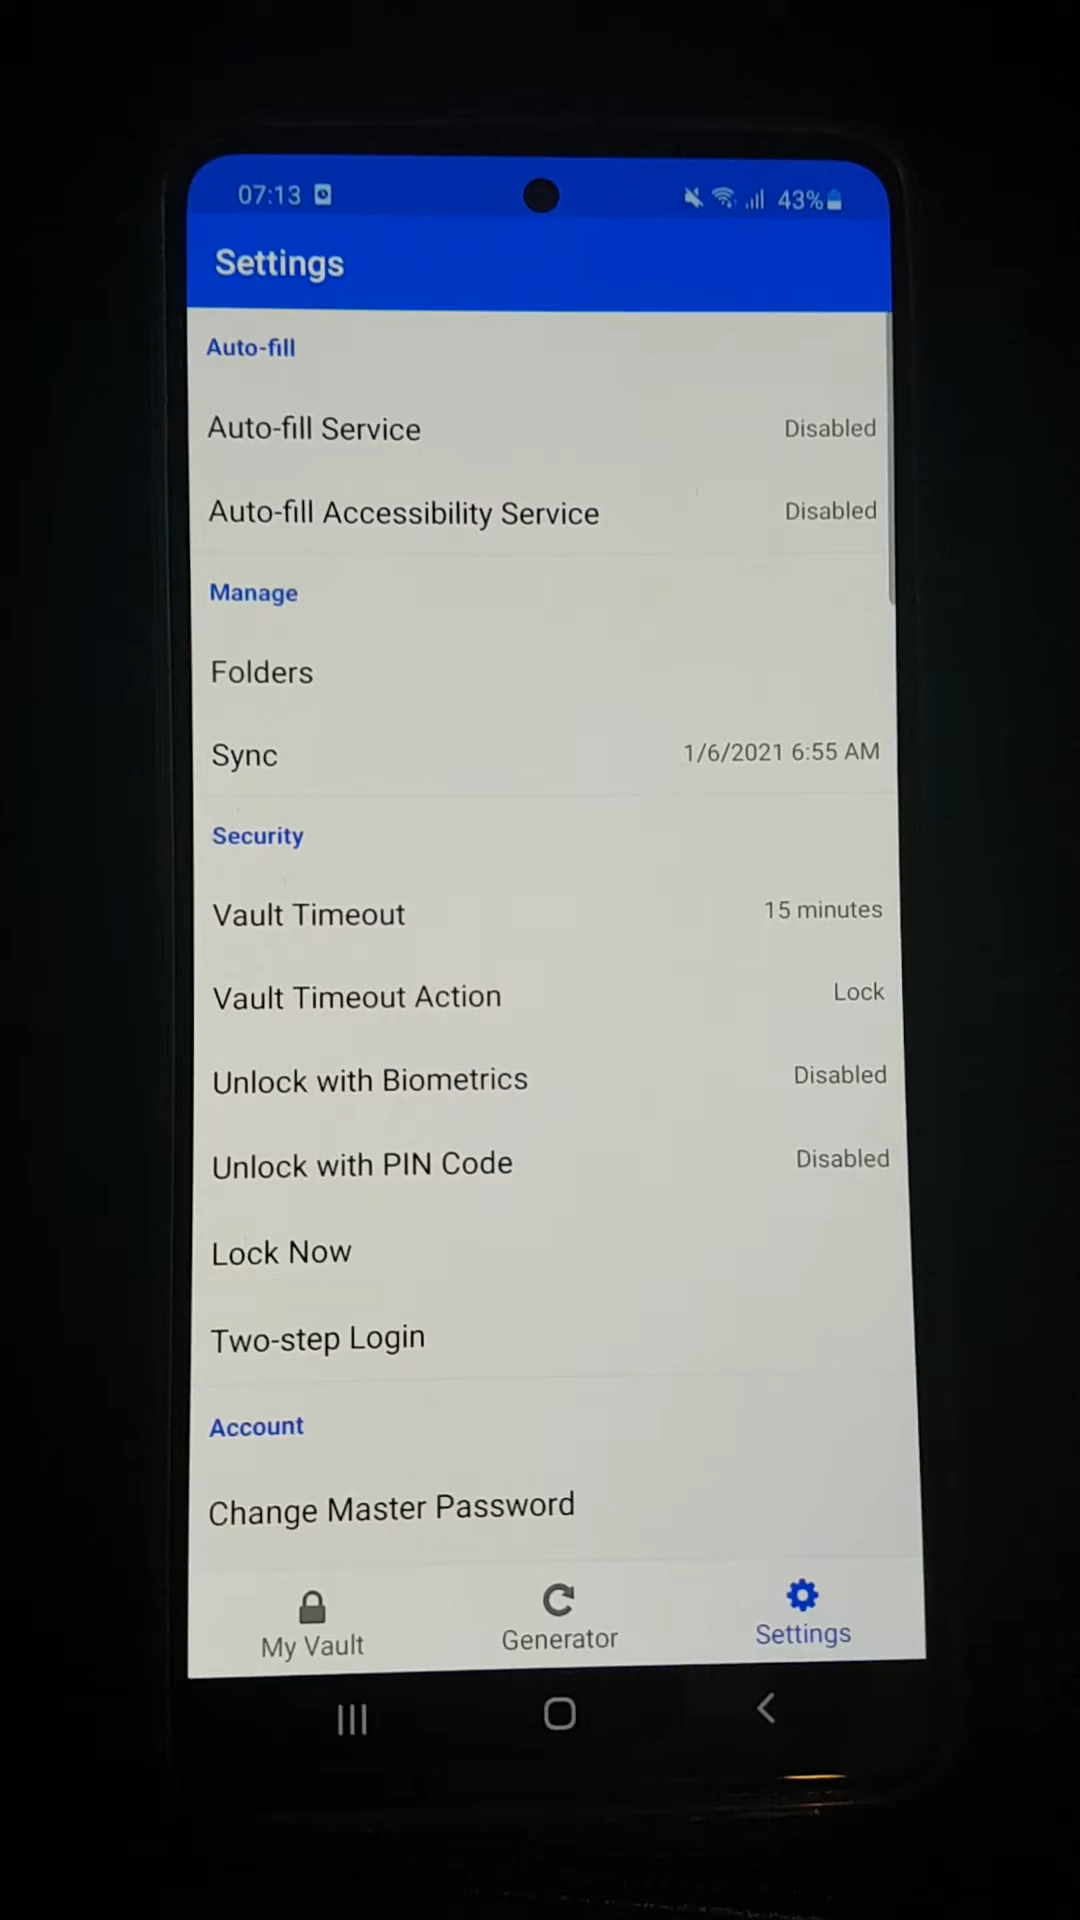 07:13 43%
Settings
Auto-fill
Auto-fill Service Disabled
Auto-fill Accessibility Service Disabled
Manage
Folders
Sync 1/6/2021 6:55 AM
Security
Vault Timeout 15 minutes
Vault Timeout Action Lock
Unlock with Biometrics Disabled
Unlock with PIN Code Disabled
Lock Now
Two-step Login
Account
Change Master Password
My Vault Generator Settings